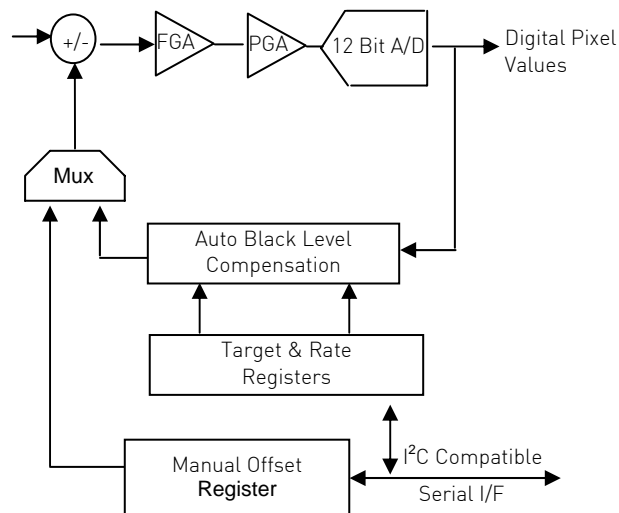 +/-
FGA
PGA
12 Bit A/D
Digital Pixel
Values
Mux
Auto Black Level
Compensation
Target & Rate
Registers
Manual Offset
Register
I²C Compatible
Serial I/F